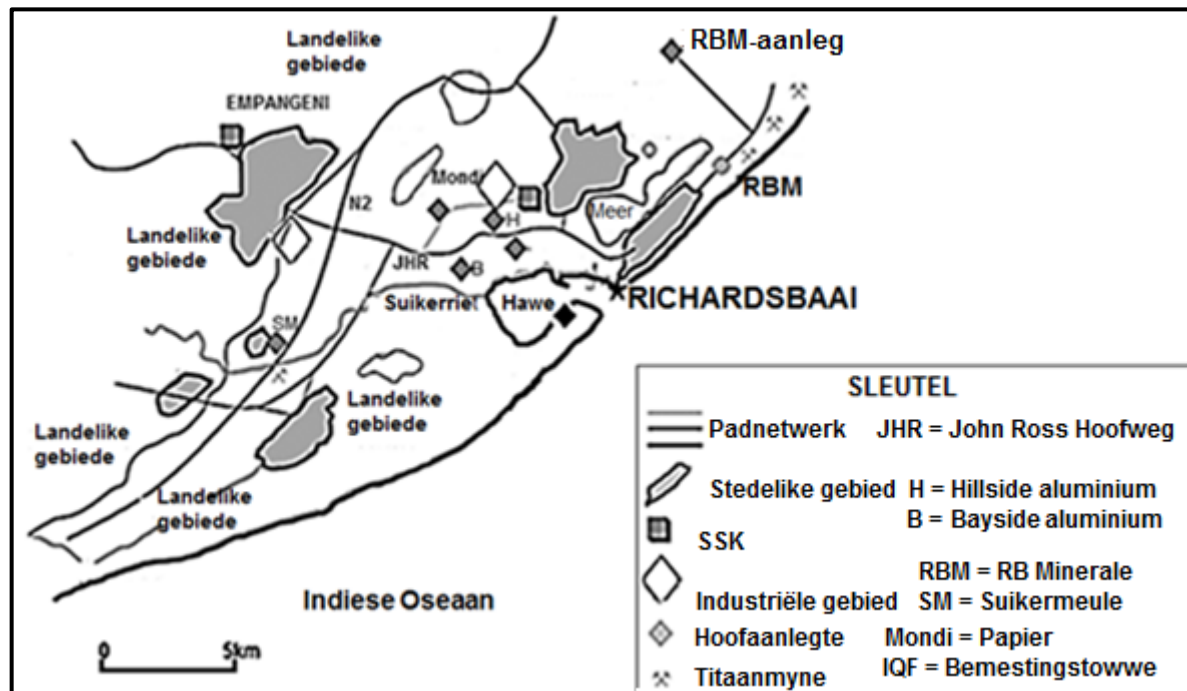 Landelike
gebiede
RBM-aanleg
EMPANGENI
Mondi
RBM
N2
H
Meer
Landelike
gebiede
JHR
B
RICHARDSBAAI
Suikerriet
Hawe
SM
Landelike
gebiede
Landelike
gebiede
Landelike
gebiede
Indiese Oseaan
0 5km
SLEUTEL
Padnetwerk JHR = John Ross Hoofweg
Stedelike gebied H = Hillside aluminium
B = Bayside aluminium
SSK
RBM = RB Minerale
Industriële gebied SM = Suikermeule
Hoofaanlegte Mondi = Papier
IQF = Bemestingstowwe
Titaanmyne